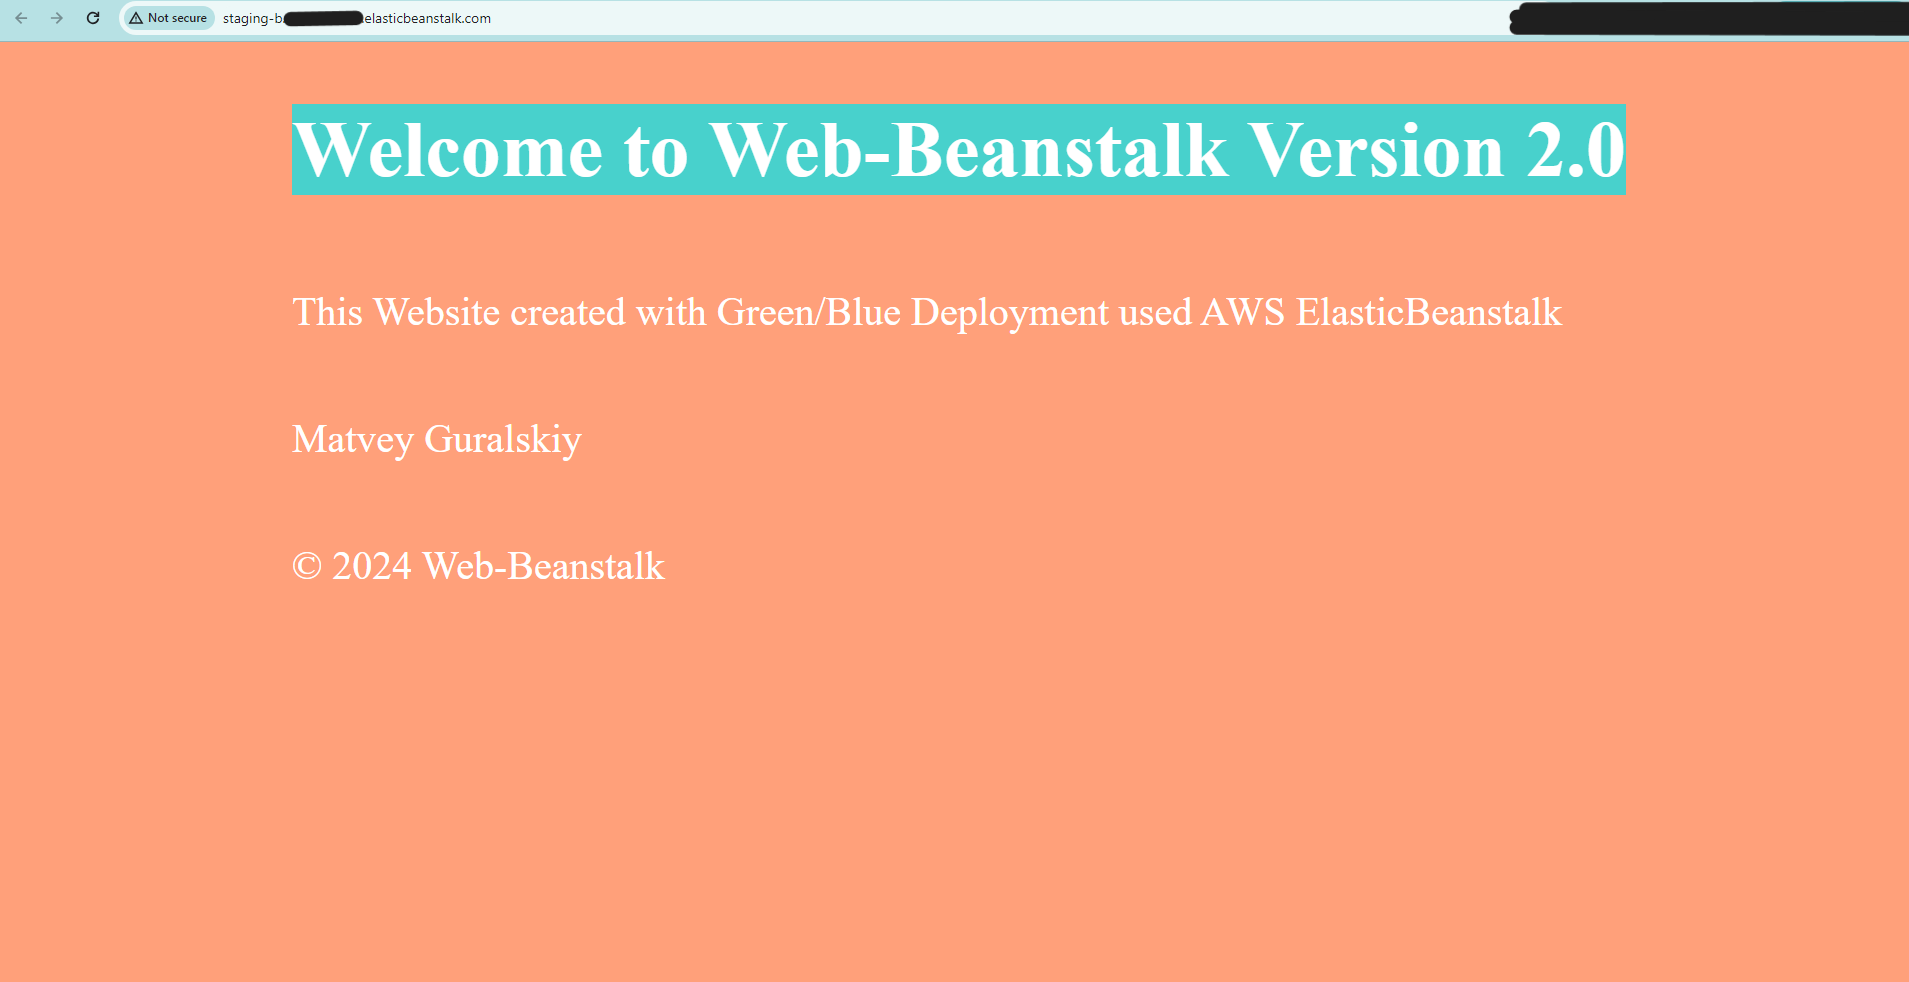 Not secure staging-b elasticbeanstalk.com
Welcome to Web-Beanstalk Version 2.0
This Website created with Green/Blue Deployment used AWS ElasticBeanstalk
Matvey Guralskiy
© 2024 Web-Beanstalk